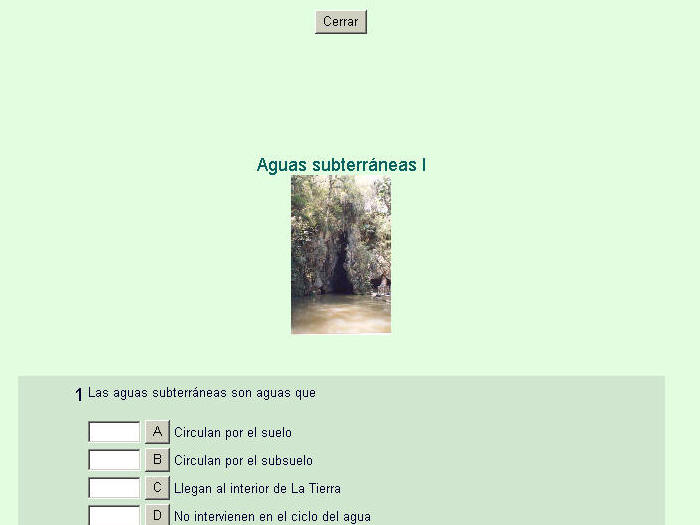 Cerrar
Aguas subterráneas I
1 Las aguas subterráneas son aguas que
A Circulan por el suelo
B Circulan por el subsuelo
C Llegan al interior de La Tierra
D No intervienen en el ciclo del agua